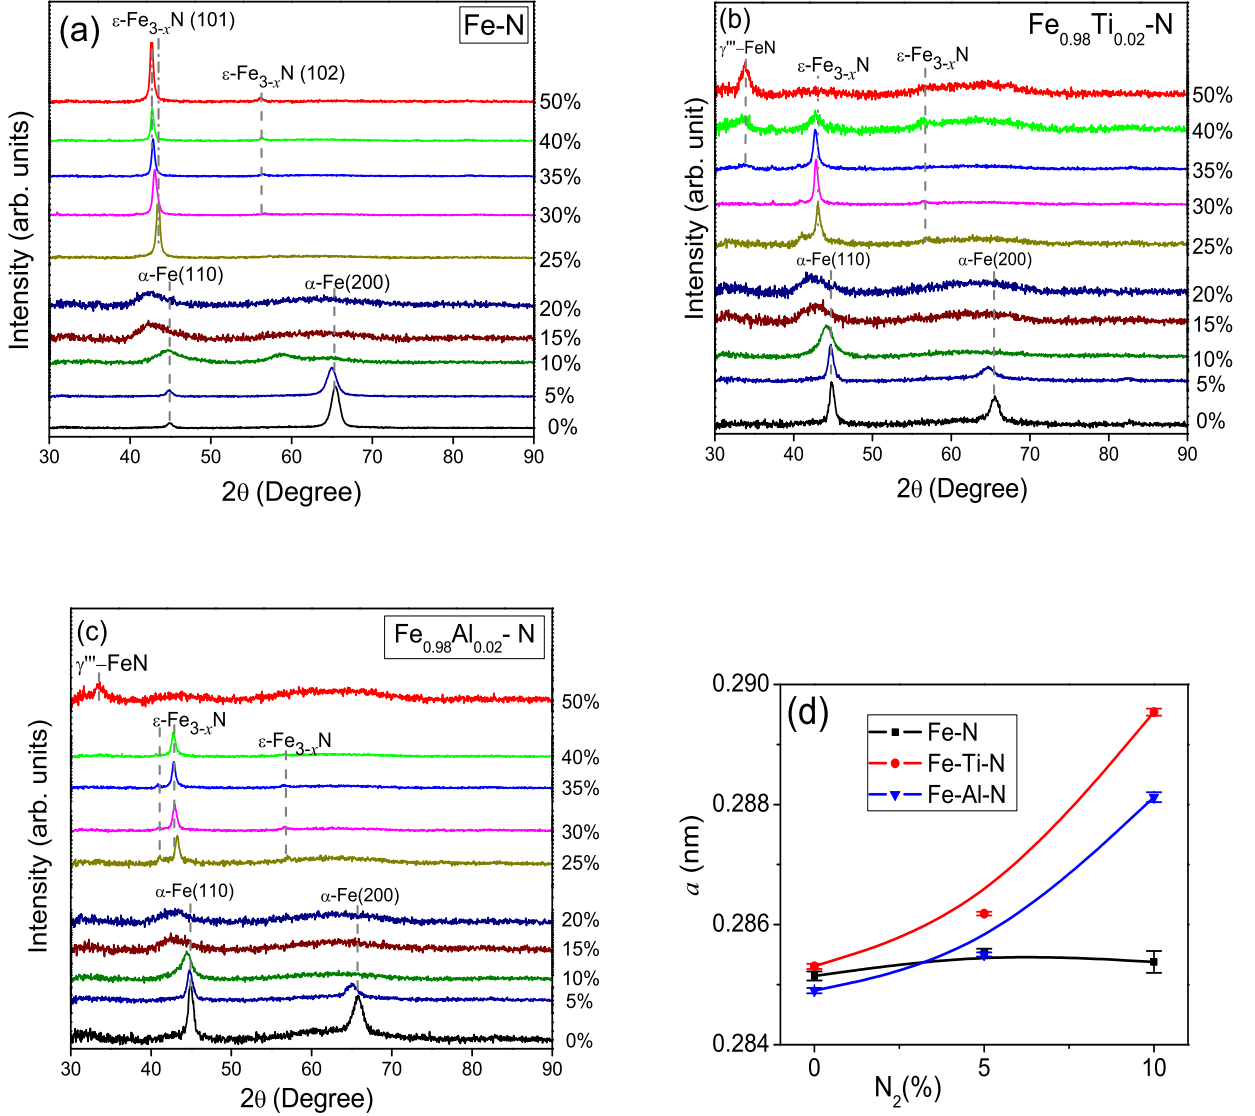 (a)
ε-Fe3-xN (101)
Fe-N
ε-Fe3-xN (102)
50%
40%
35%
30%
25%
α-Fe(110)
α-Fe(200)
20%
15%
10%
5%
0%
30 40 50 60 70 80 90
2θ (Degree)
Intensity (arb. units)
(b)
Fe0.98Ti0.02-N
γ'''–FeN
ε-Fe3-xN
ε-Fe3-xN
50%
40%
35%
30%
25%
α-Fe(110)
α-Fe(200)
20%
15%
10%
5%
0%
30 40 50 60 70 80 90
2θ (Degree)
Intensity (arb. unit)
(c)
Fe0.98Al0.02- N
γ'''–FeN
50%
ε-Fe3-xN
ε-Fe3-xN
40%
35%
30%
25%
α-Fe(110)
α-Fe(200)
20%
15%
10%
5%
0%
30 40 50 60 70 80 90
2θ (Degree)
Intensity (arb. units)
(d)
Fe-N
Fe-Ti-N
Fe-Al-N
0.290
0.288
0.286
0.284
a (nm)
0 5 10
N2(%)